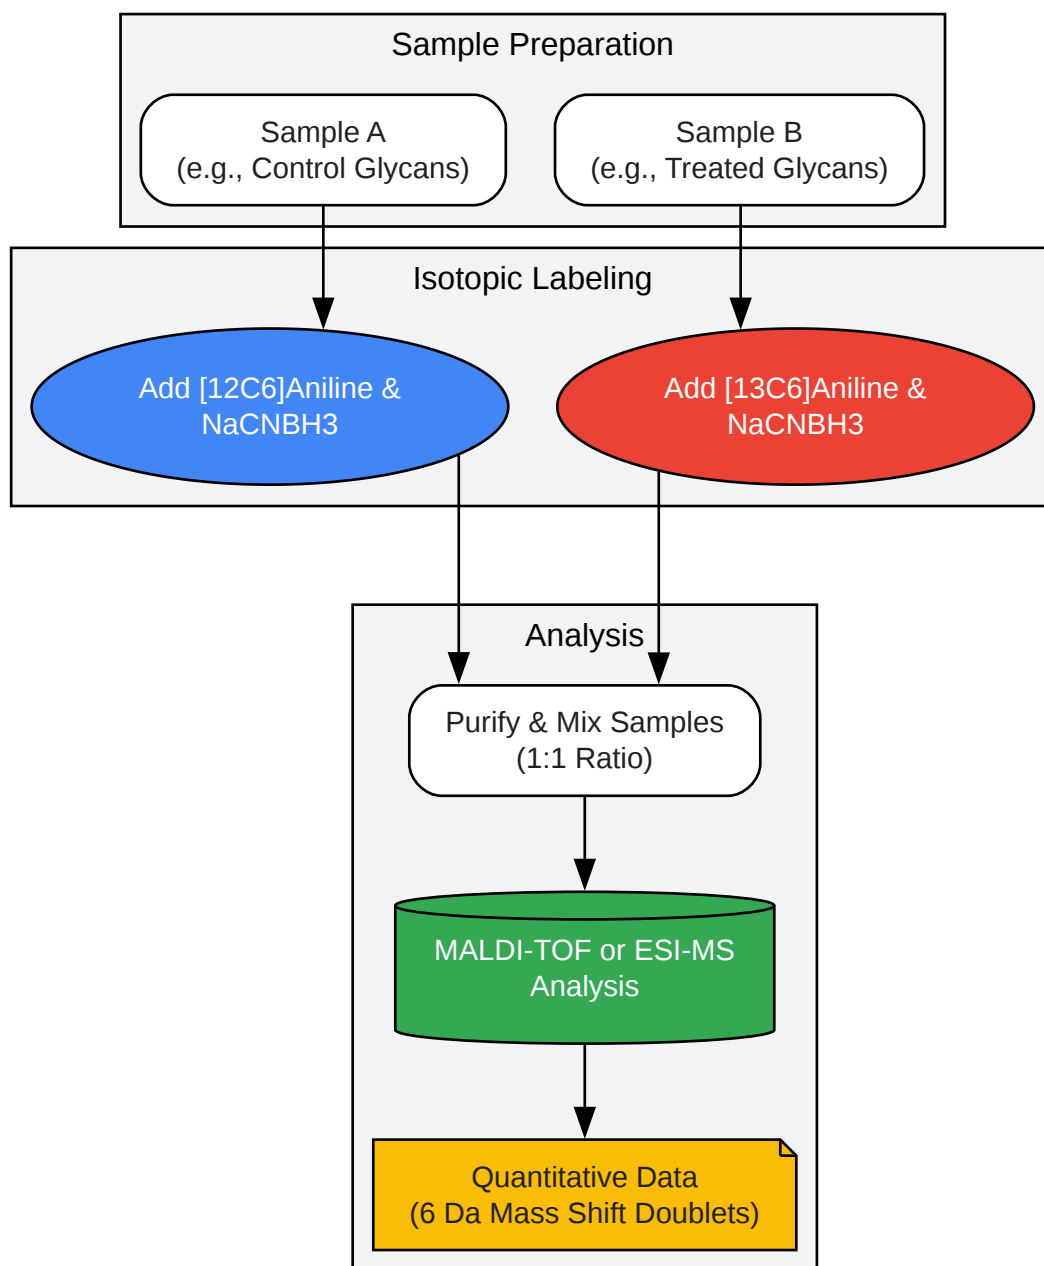 Sample Preparation
Sample A
(e.g., Control Glycans)
Sample B
(e.g., Treated Glycans)
Isotopic Labeling
Add [12C6]Aniline &
NaCNBH3
Add [13C6]Aniline &
NaCNBH3
Analysis
Purify & Mix Samples
(1:1 Ratio)
MALDI-TOF or ESI-MS
Analysis
Quantitative Data
(6 Da Mass Shift Doublets)